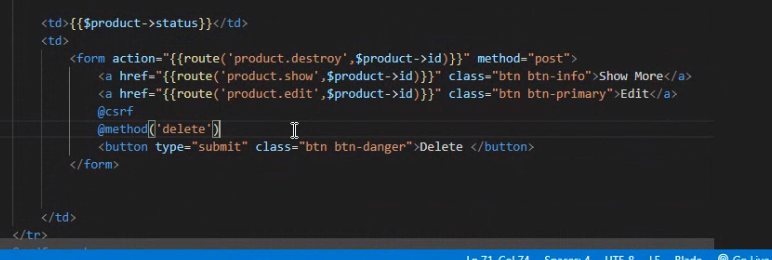 <td>{{$product->status}}</td>
<td>
<form action="{{route('product.destroy',$product->id)}}" method="post">
<a href="{{route('product.show',$product->id)}}" class="btn btn-info">Show More</a>
<a href="{{route('product.edit',$product->id)}}" class="btn btn-primary">Edit</a>
@csrf
@method('delete')
<button type="submit" class="btn btn-danger">Delete </button>
</form>
</td>
</tr>
Ln 71, Col 74 Spaces: 4 UTF-8 LF Blade Go Live